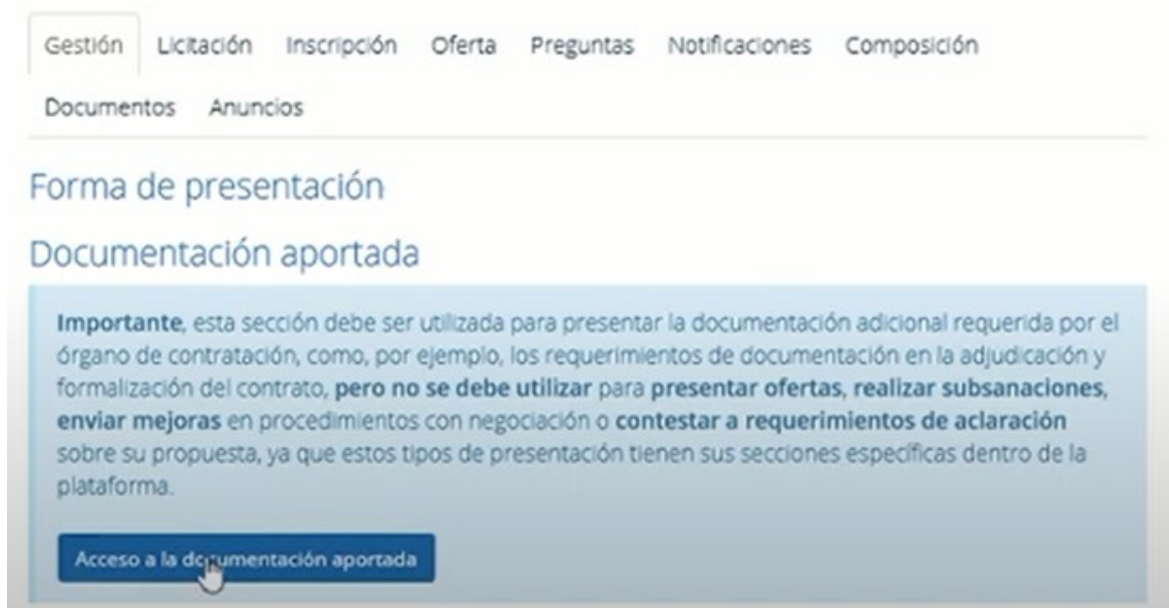 Gestión Licitación Inscripción Oferta Preguntas Notificaciones Composición
Documentos Anuncios
Forma de presentación
Documentación aportada
Importante, esta sección debe ser utilizada para presentar la documentación adicional requerida por el
órgano de contratación, como, por ejemplo, los requerimientos de documentación en la adjudicación y
formalización del contrato, pero no se debe utilizar para presentar ofertas, realizar subsanaciones,
enviar mejoras en procedimientos con negociación o contestar a requerimientos de aclaración
sobre su propuesta, ya que estos tipos de presentación tienen sus secciones específicas dentro de la
plataforma.
Acceso a la documentación aportada